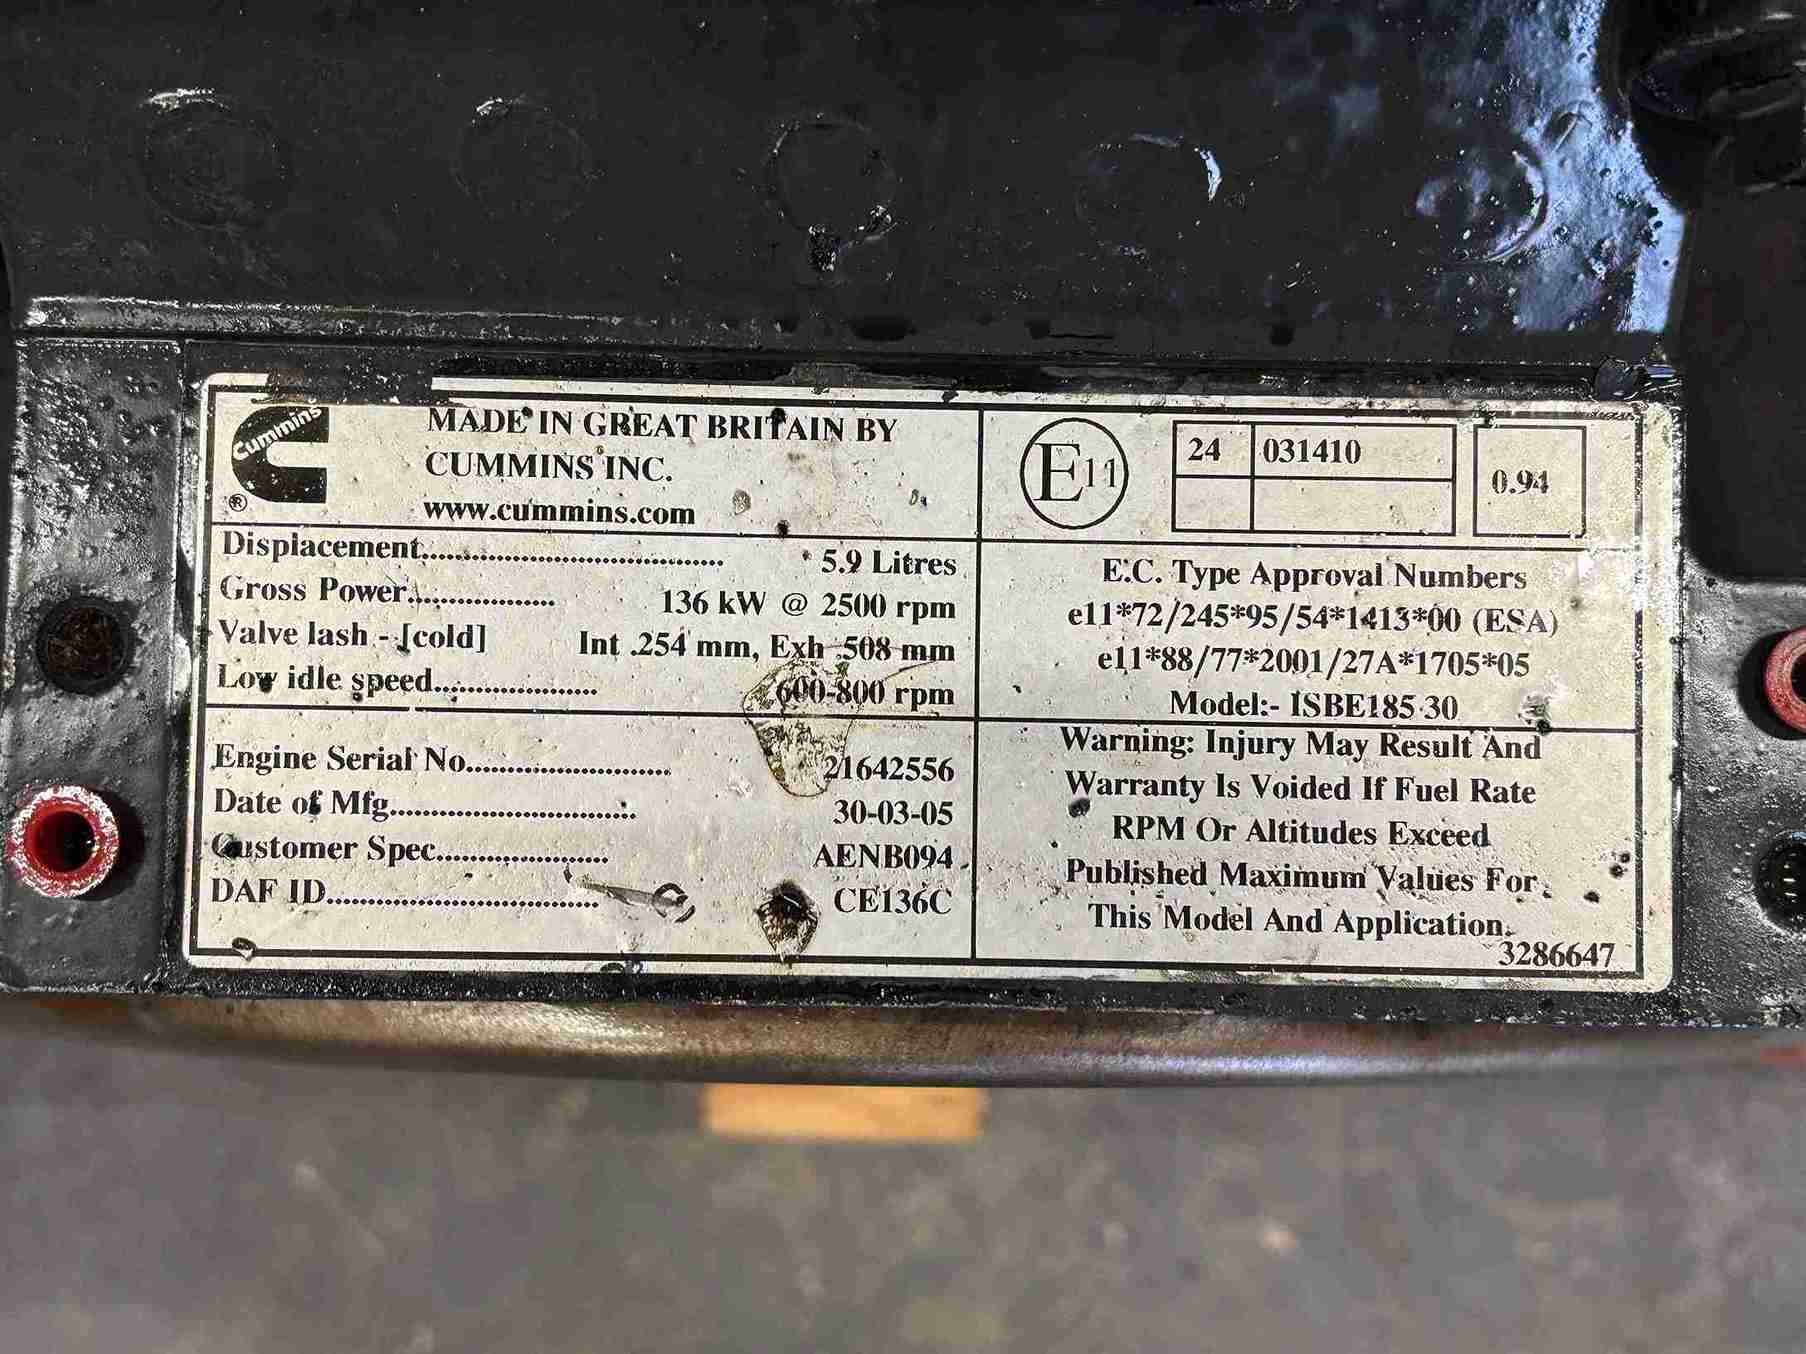 Cummins
®
MADE IN GREAT BRITAIN BY
CUMMINS INC.
www.cummins.com
E11
24 031410
0.94
Displacement............................................ 5.9 Litres
Gross Power..................... 136 kW @ 2500 rpm
Valve lash - [cold] Int .254 mm, Exh .508 mm
Low idle speed........................ 600-800 rpm
E.C. Type Approval Numbers
e11*72/245*95/54*1413*00 (ESA)
e11*88/77*2001/27A*1705*05
Model:- ISBE185 30
Engine Serial No.............................. 21642556
Date of Mfg.................................... 30-03-05
Customer Spec......................... AENB094
DAF ID........................................ CE136C
Warning: Injury May Result And
Warranty Is Voided If Fuel Rate
RPM Or Altitudes Exceed
Published Maximum Values For
This Model And Application.
3286647